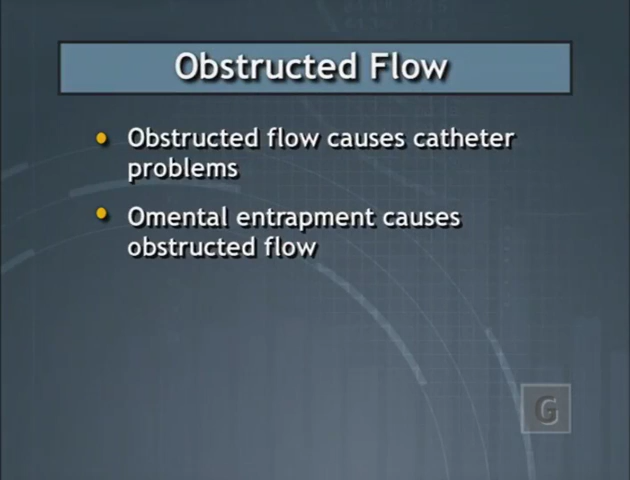 Obstructed Flow
• Obstructed flow causes catheter
problems
• Omental entrapment causes
obstructed flow
G